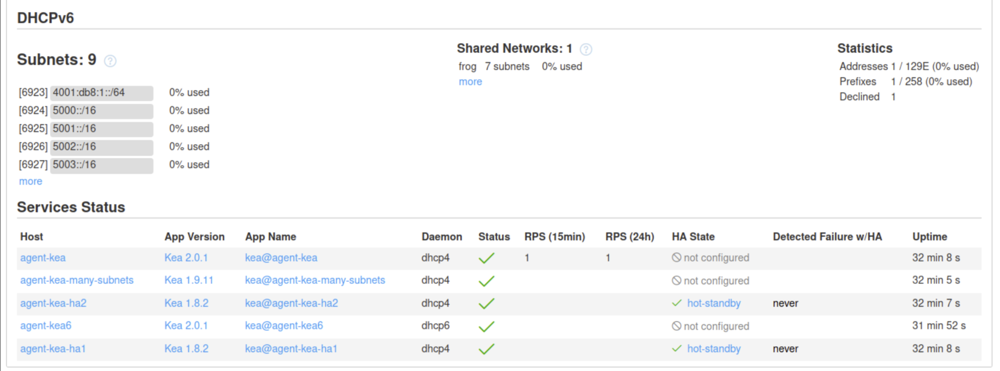 DHCPv6
Subnets: 9 ?
[6923] 4001:db8:1::/64 0% used
[6924] 5000::/16 0% used
[6925] 5001::/16 0% used
[6926] 5002::/16 0% used
[6927] 5003::/16 0% used
more
Shared Networks: 1 ?
frog 7 subnets 0% used
more
Statistics
Addresses 1 / 129E (0% used)
Prefixes 1 / 258 (0% used)
Declined 1
Services Status
Host App Version App Name Daemon Status RPS (15min) RPS (24h) HA State Detected Failure w/HA Uptime
agent-kea Kea 2.0.1 kea@agent-kea dhcp4 1 1 not configured 32 min 8 s
agent-kea-many-subnets Kea 1.9.11 kea@agent-kea-many-subnets dhcp4 not configured 32 min 5 s
agent-kea-ha2 Kea 1.8.2 kea@agent-kea-ha2 dhcp4 hot-standby never 32 min 7 s
agent-kea6 Kea 2.0.1 kea@agent-kea6 dhcp6 not configured 31 min 52 s
agent-kea-ha1 Kea 1.8.2 kea@agent-kea-ha1 dhcp4 hot-standby never 32 min 8 s